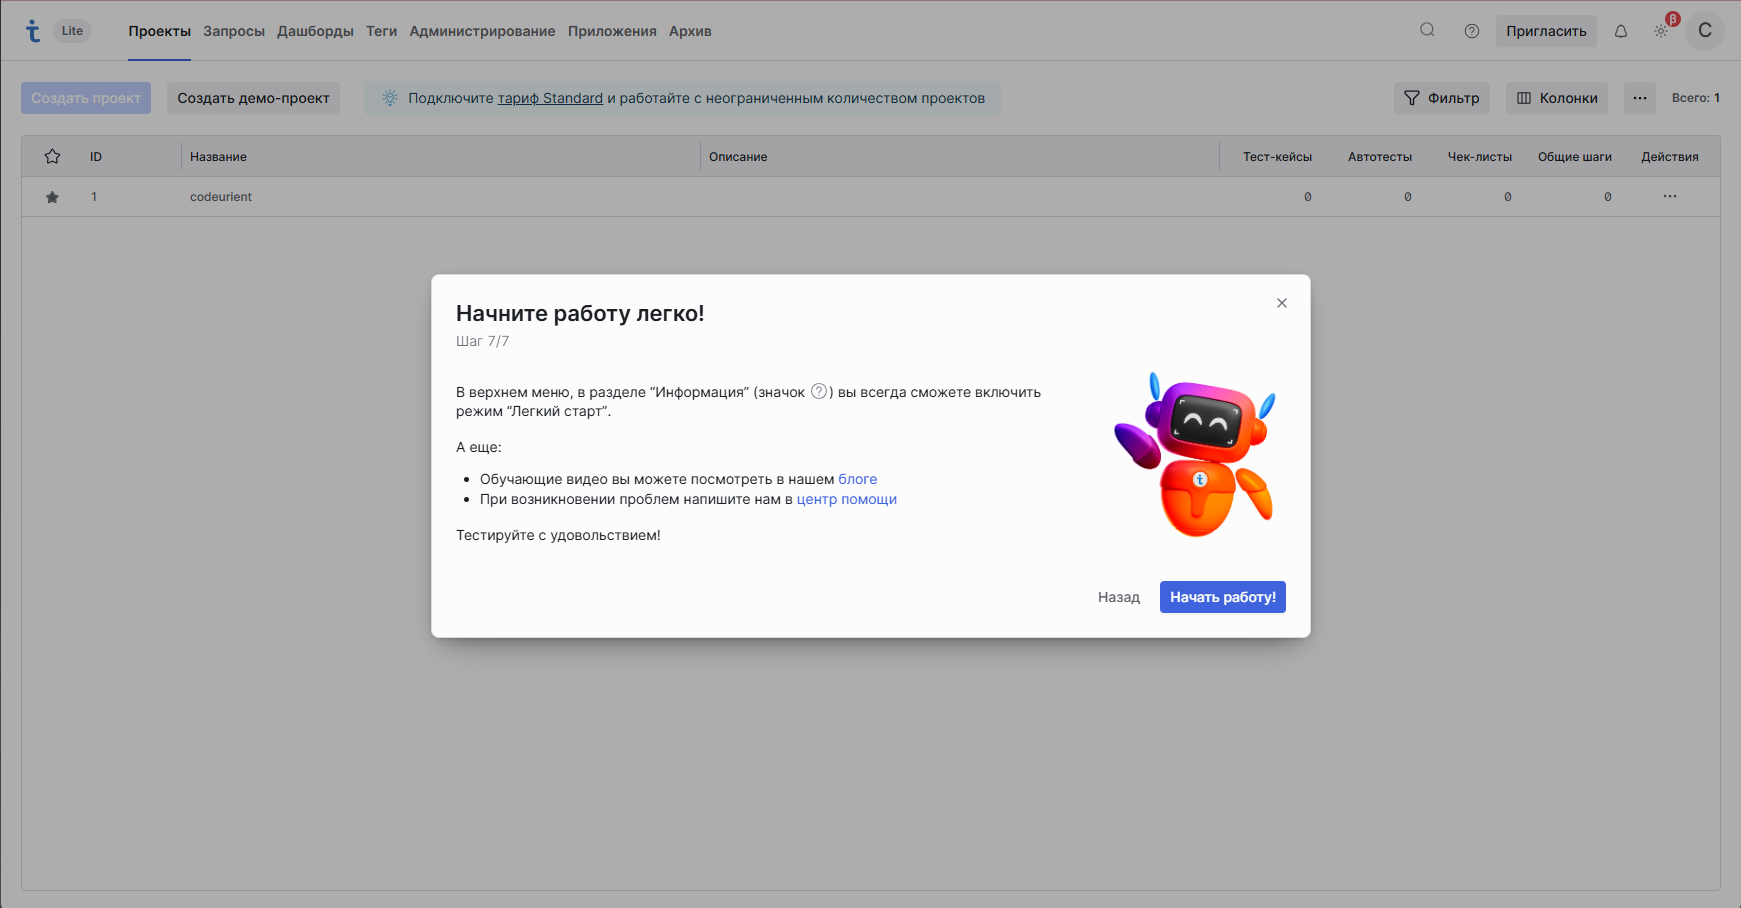 Lite
Проекты Запросы Дашборды Теги Администрирование Приложения Архив
Пригласить
β
C
Создать проект
Создать демо-проект
Подключите тариф Standard и работайте с неограниченным количеством проектов
Фильтр
Колонки
Всего: 1
ID Название Описание Тест-кейсы Автотесты Чек-листы Общие шаги Действия
1 codeurient 0 0 0 0
Начните работу легко!
Шаг 7/7
В верхнем меню, в разделе “Информация” (значок ?) вы всегда сможете включить
режим “Легкий старт”.
А еще:
• Обучающие видео вы можете посмотреть в нашем блоге
• При возникновении проблем напишите нам в центр помощи
Тестируйте с удовольствием!
Назад
Начать работу!